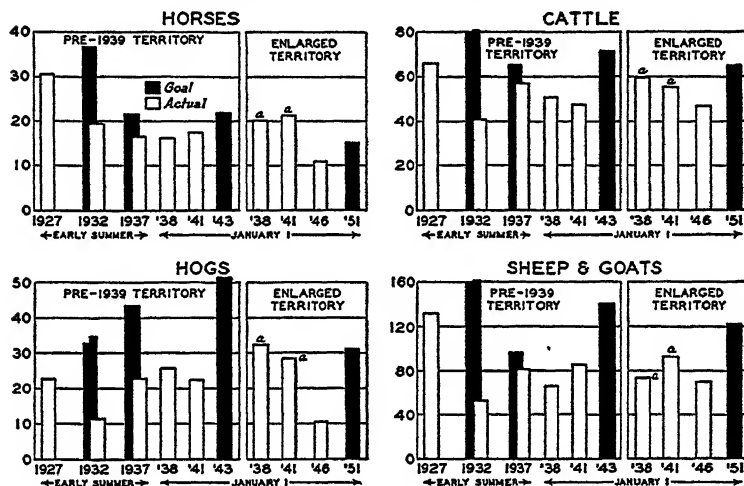 HORSES
PRE-1939 TERRITORY
ENLARGED
TERRITORY
Goal
Actual
a a
40
30
20
10
0
1927 1932 1937 '38 '41 '43 '38 '41 '46 '51
EARLY SUMMER JANUARY 1
CATTLE
PRE-1939
TERRITORY
ENLARGED
TERRITORY
a a
80
60
40
20
0
1927 1932 1937 '38 '41 '43 '38 '41 '46 '51
EARLY SUMMER JANUARY 1
HOGS
PRE-1939 TERRITORY
ENLARGED
TERRITORY
a a
50
40
30
20
10
0
1927 1932 1937 '38 '41 '43 '38 '41 '46 '51
EARLY SUMMER JANUARY 1
SHEEP & GOATS
PRE-1939
TERRITORY
ENLARGED
TERRITORY
a a
160
120
80
40
0
1927 1932 1937 '38 '41 '43 '38 '41 '46 '51
EARLY SUMMER JANUARY 1